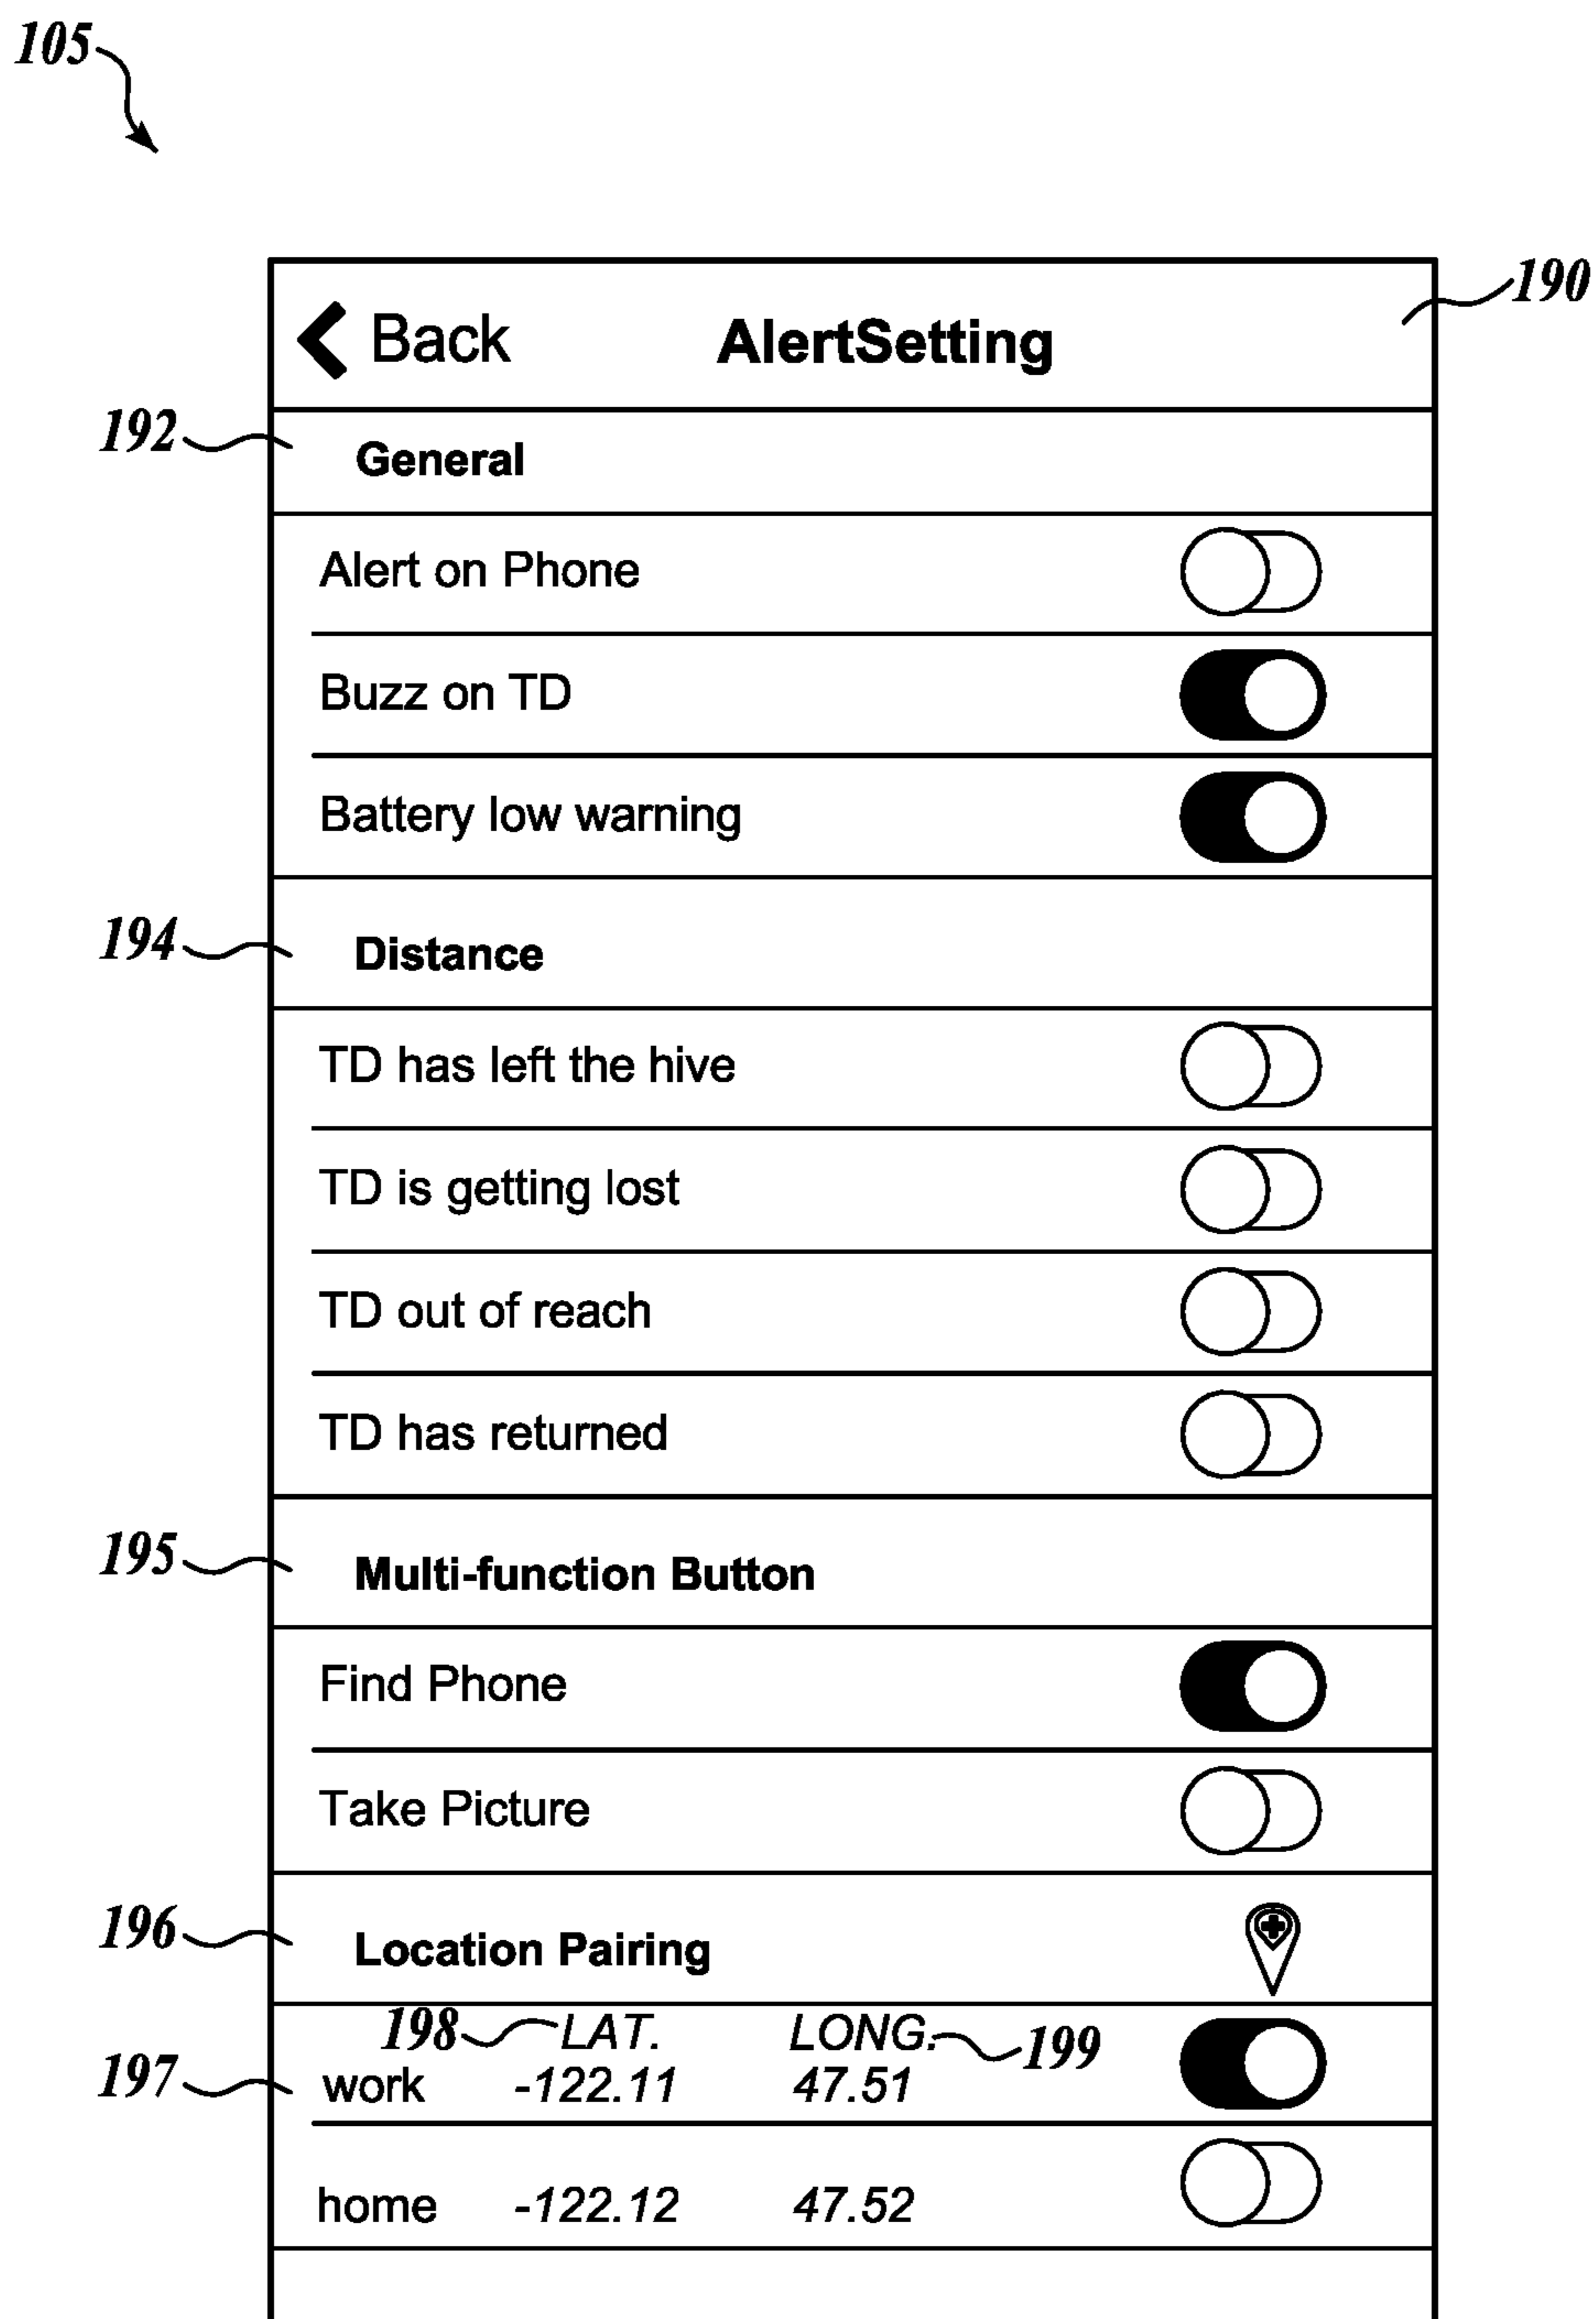 105
190
Back AlertSetting
192 General
Alert on Phone
Buzz on TD
Battery low warning
194 Distance
TD has left the hive
TD is getting lost
TD out of reach
TD has returned
195 Multi-function Button
Find Phone
Take Picture
196 Location Pairing
198 LAT. LONG. 199
197 work -122.11 47.51
home -122.12 47.52